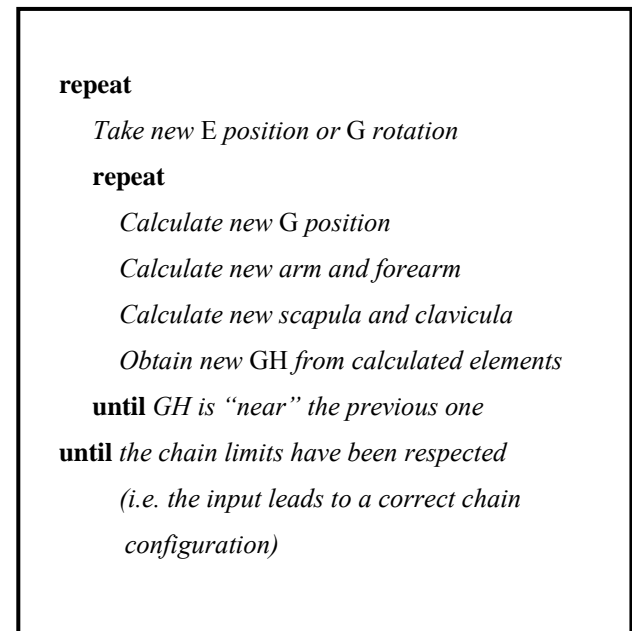 repeat
Take new E position or G rotation
repeat
Calculate new G position
Calculate new arm and forearm
Calculate new scapula and clavicula
Obtain new GH from calculated elements
until GH is “near” the previous one
until the chain limits have been respected
(i.e. the input leads to a correct chain
configuration)